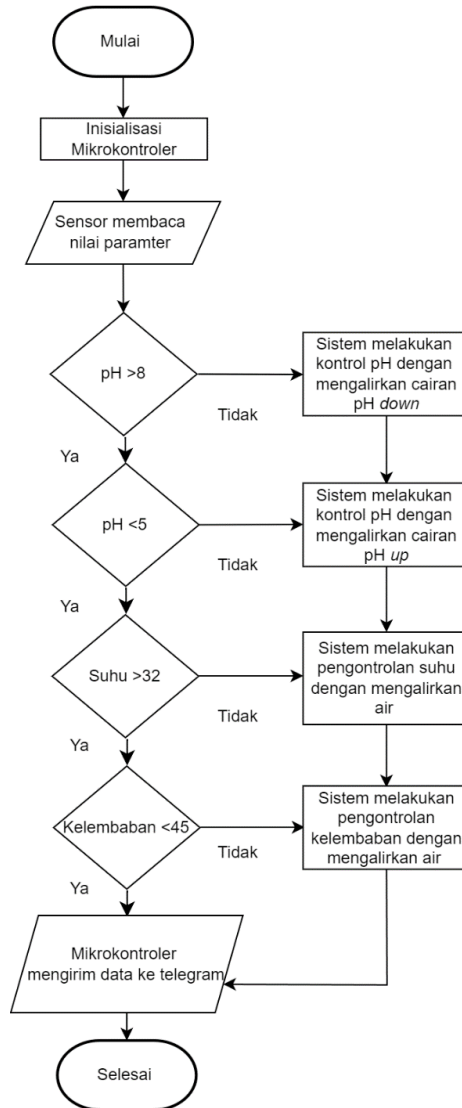 Mulai
Inisialisasi
Mikrokontroler
Sensor membaca
nilai paramter
pH >8
Tidak
Sistem melakukan
kontrol pH dengan
mengalirkan cairan
pH down
Ya
pH <5
Tidak
Sistem melakukan
kontrol pH dengan
mengalirkan cairan
pH up
Ya
Suhu >32
Tidak
Sistem melakukan
pengontrolan suhu
dengan mengalirkan
air
Ya
Kelembaban <45
Tidak
Sistem melakukan
pengontrolan
kelembaban dengan
mengalirkan air
Ya
Mikrokontroler
mengirim data ke telegram
Selesai